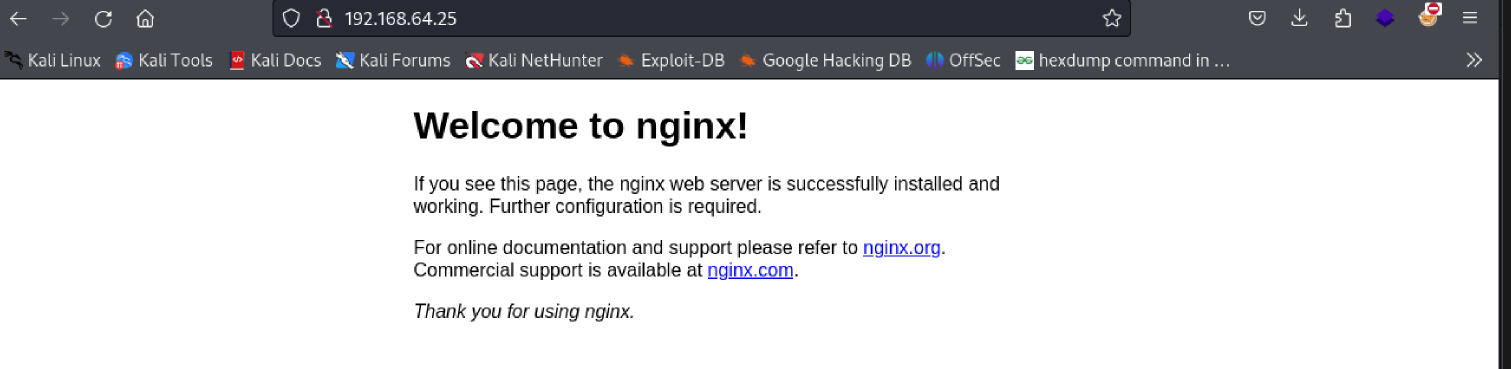 192.168.64.25
Kali Linux Kali Tools Kali Docs Kali Forums Kali NetHunter Exploit-DB Google Hacking DB OffSec hexdump command in …
Welcome to nginx!
If you see this page, the nginx web server is successfully installed and
working. Further configuration is required.
For online documentation and support please refer to nginx.org.
Commercial support is available at nginx.com.
Thank you for using nginx.